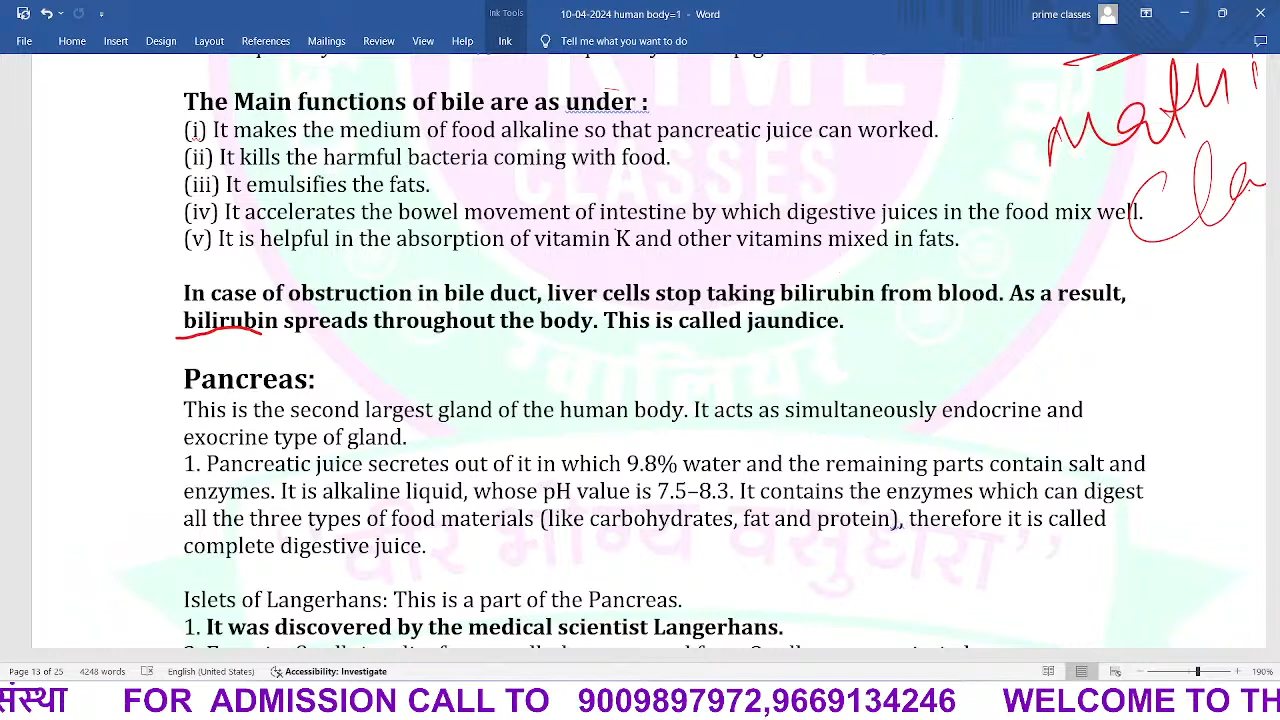 Ink Tools
10-04-2024 human body=1 - Word
prime classes
File Home Insert Design Layout References Mailings Review View Help Ink Tell me what you want to do
The Main functions of bile are as under :
(i) It makes the medium of food alkaline so that pancreatic juice can worked.
(ii) It kills the harmful bacteria coming with food.
(iii) It emulsifies the fats.
(iv) It accelerates the bowel movement of intestine by which digestive juices in the food mix well.
(v) It is helpful in the absorption of vitamin K and other vitamins mixed in fats.
In case of obstruction in bile duct, liver cells stop taking bilirubin from blood. As a result,
bilirubin spreads throughout the body. This is called jaundice.
Pancreas:
This is the second largest gland of the human body. It acts as simultaneously endocrine and
exocrine type of gland.
1. Pancreatic juice secretes out of it in which 9.8% water and the remaining parts contain salt and
enzymes. It is alkaline liquid, whose pH value is 7.5–8.3. It contains the enzymes which can digest
all the three types of food materials (like carbohydrates, fat and protein), therefore it is called
complete digestive juice.
Islets of Langerhans: This is a part of the Pancreas.
1. It was discovered by the medical scientist Langerhans.
PRIME
CLASSES
ग्वालियर
"वीर भोग्य वसुंधरा"
Page 13 of 25 4248 words English (United States) Accessibility: Investigate 190%
संस्था FOR ADMISSION CALL TO 9009897972,9669134246 WELCOME TO TH